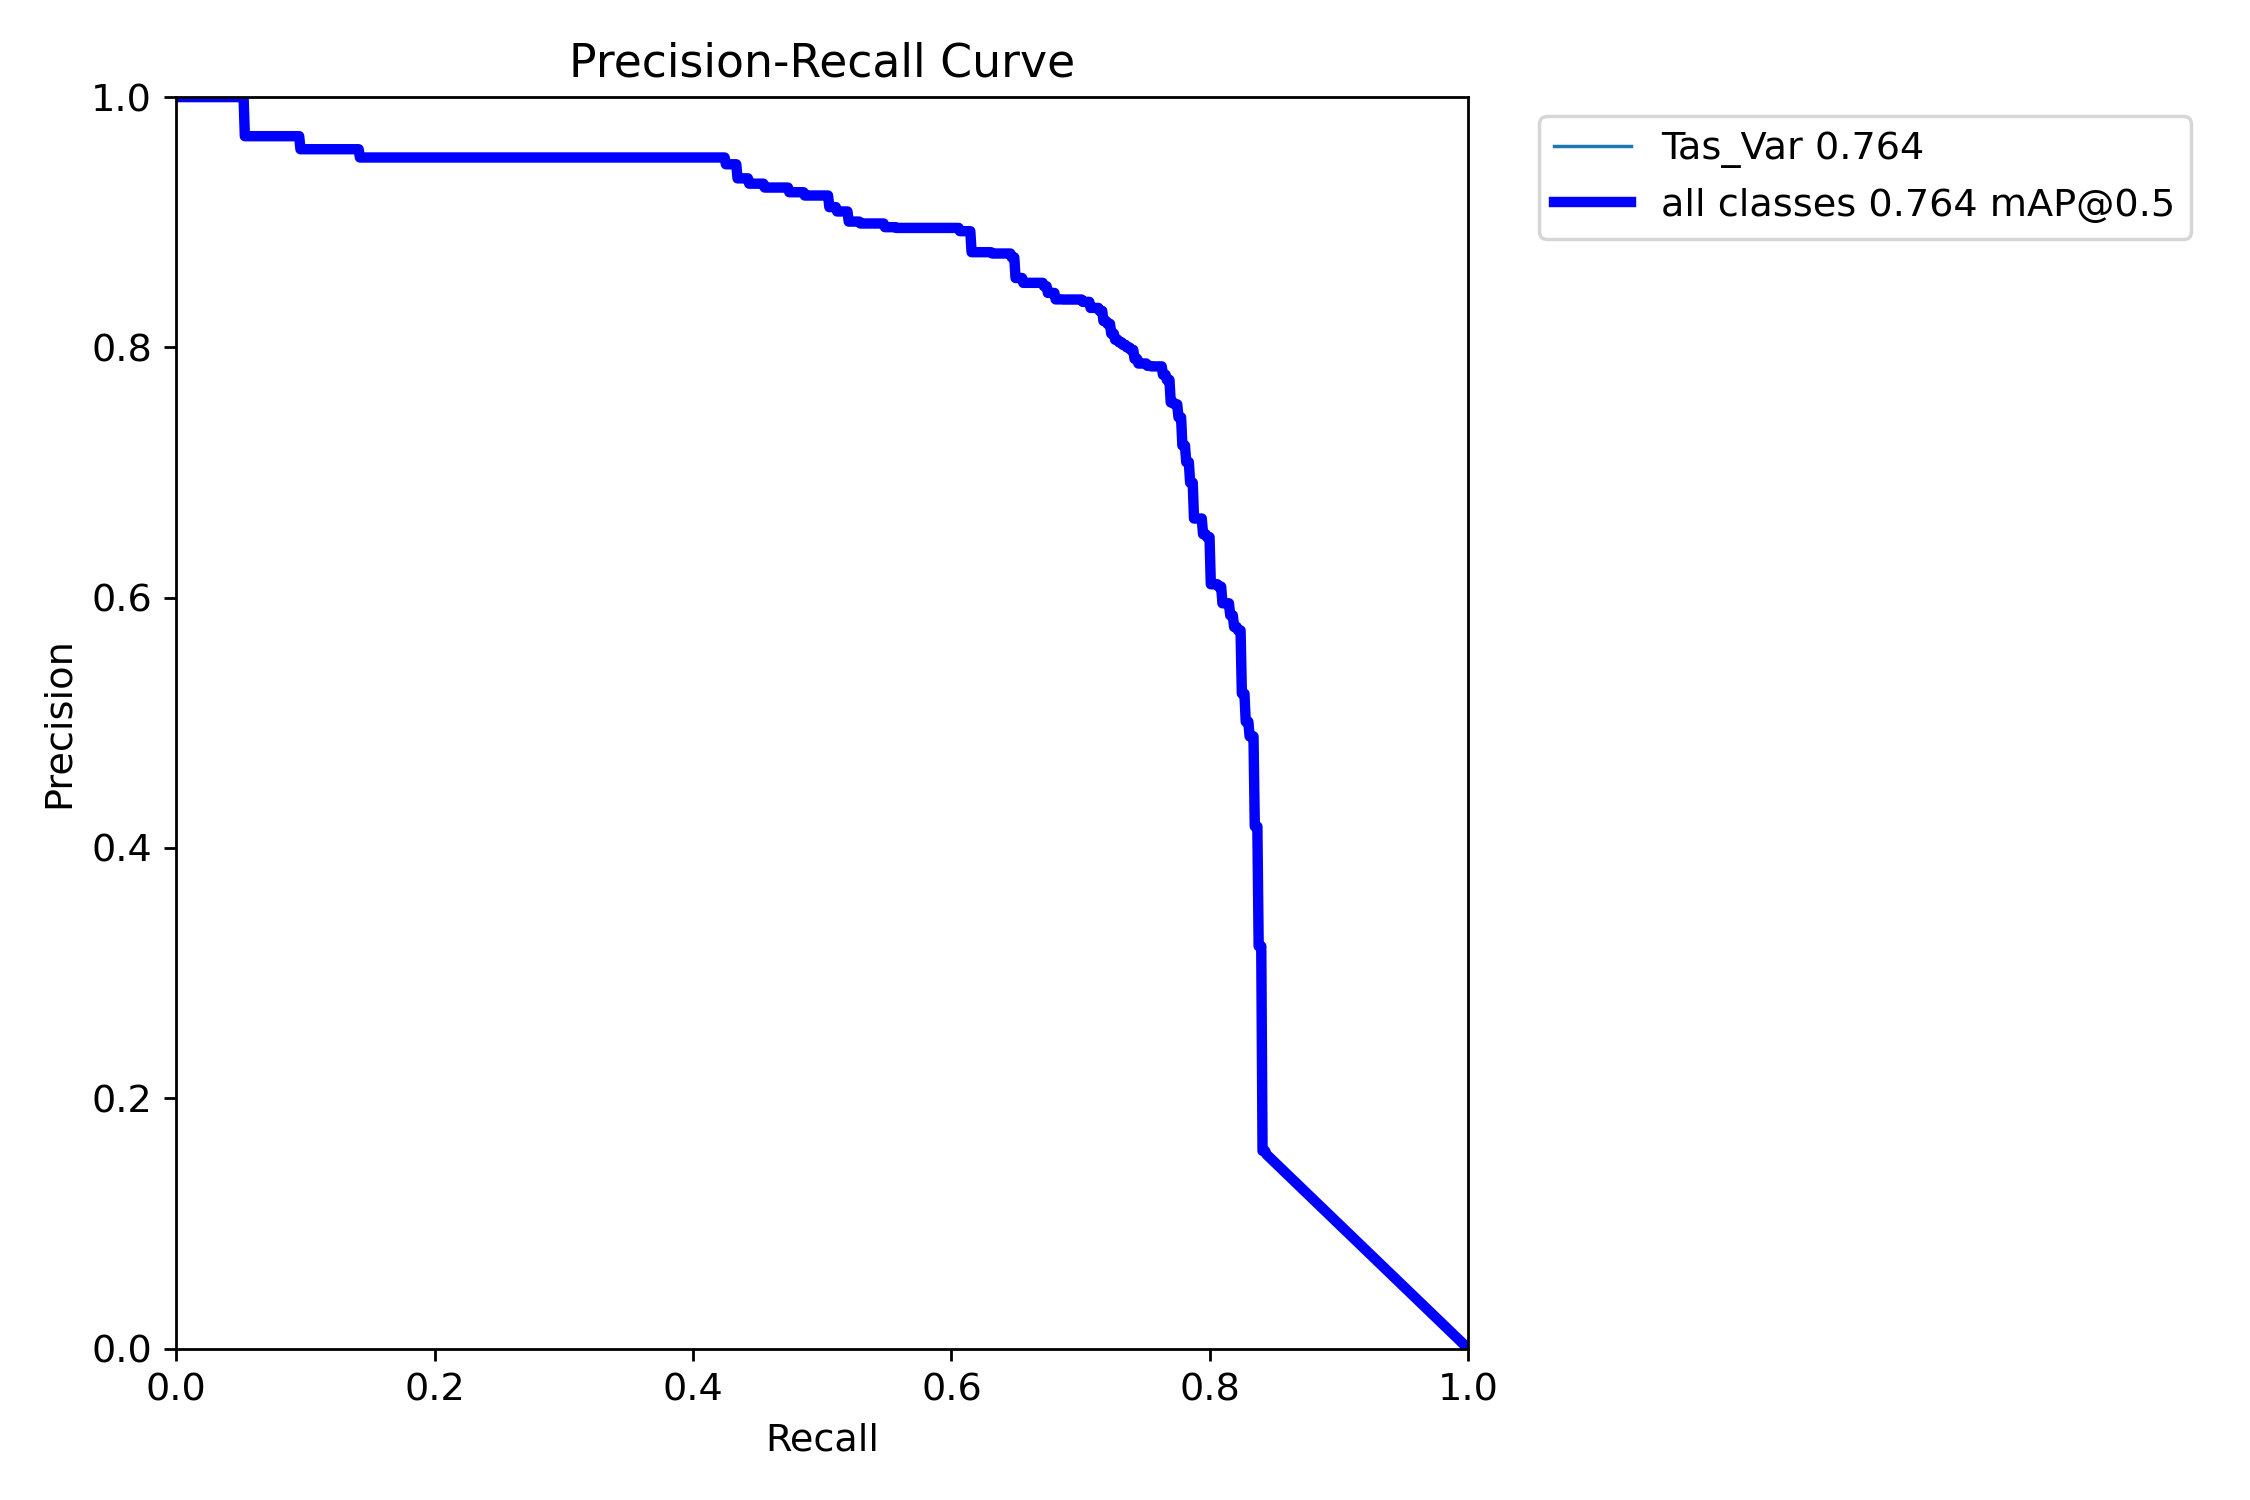 Precision-Recall Curve
Tas_Var 0.764
all classes 0.764 mAP@0.5
Precision
1.0
0.8
0.6
0.4
0.2
0.0
0.0 0.2 0.4 0.6 0.8 1.0
Recall